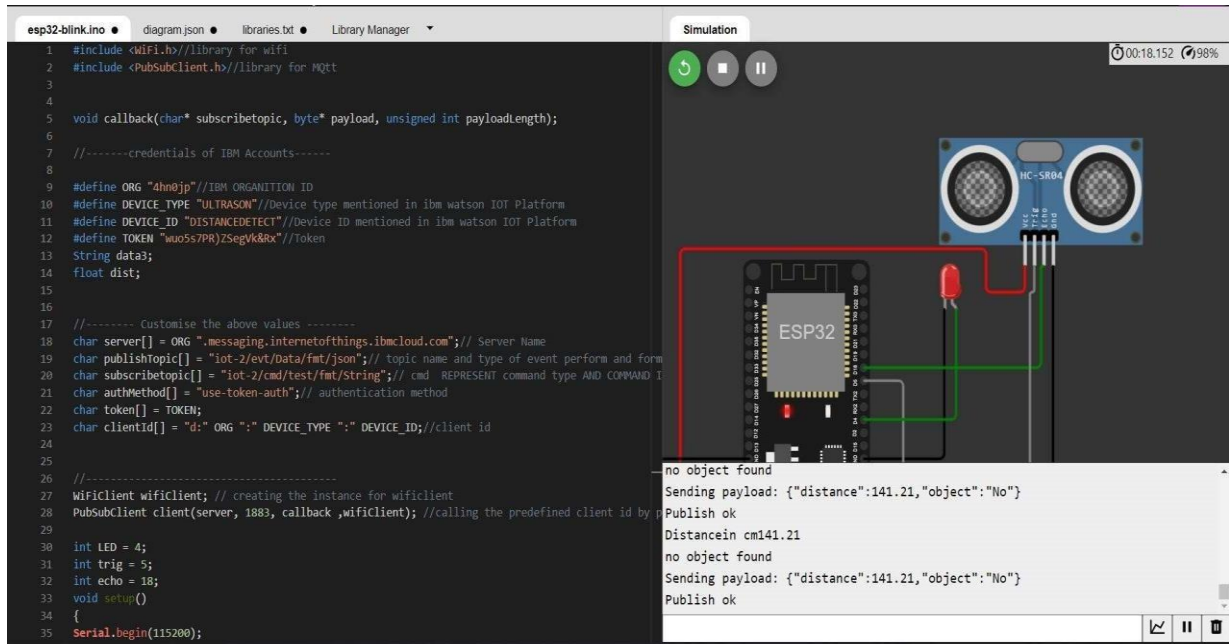 esp32-blink.ino ● diagram.json ● libraries.txt ● Library Manager ▼
1 #include <WiFi.h>//library for wifi
2 #include <PubSubClient.h>//library for MQtt
3
4
5 void callback(char* subscribetopic, byte* payload, unsigned int payloadLength);
6
7 //-------credentials of IBM Accounts------
8
9 #define ORG "4hn0jp"//IBM ORGANITION ID
10 #define DEVICE_TYPE "ULTRASON"//Device type mentioned in ibm watson IOT Platform
11 #define DEVICE_ID "DISTANCEDETECT"//Device ID mentioned in ibm watson IOT Platform
12 #define TOKEN "wuo5s7PR)ZSegVk&Rx"//Token
13 String data3;
14 float dist;
15
16
17 //-------- Customise the above values --------
18 char server[] = ORG ".messaging.internetofthings.ibmcloud.com";// Server Name
19 char publishTopic[] = "iot-2/evt/Data/fmt/json";// topic name and type of event perform and form
20 char subscribetopic[] = "iot-2/cmd/test/fmt/String";// cmd REPRESENT command type AND COMMAND I
21 char authMethod[] = "use-token-auth";// authentication method
22 char token[] = TOKEN;
23 char clientId[] = "d:" ORG ":" DEVICE_TYPE ":" DEVICE_ID;//client id
24
25
26 //-----------------------------------------
27 WiFiClient wifiClient; // creating the instance for wificlient
28 PubSubClient client(server, 1883, callback ,wifiClient); //calling the predefined client id by p
29
30 int LED = 4;
31 int trig = 5;
32 int echo = 18;
33 void setup()
34 {
35 Serial.begin(115200);
Simulation
00:18.152 98%
HC-SR04
Vcc
Trig
Echo
Gnd
ESP32
no object found
Sending payload: {"distance":141.21,"object":"No"}
Publish ok
Distancein cm141.21
no object found
Sending payload: {"distance":141.21,"object":"No"}
Publish ok